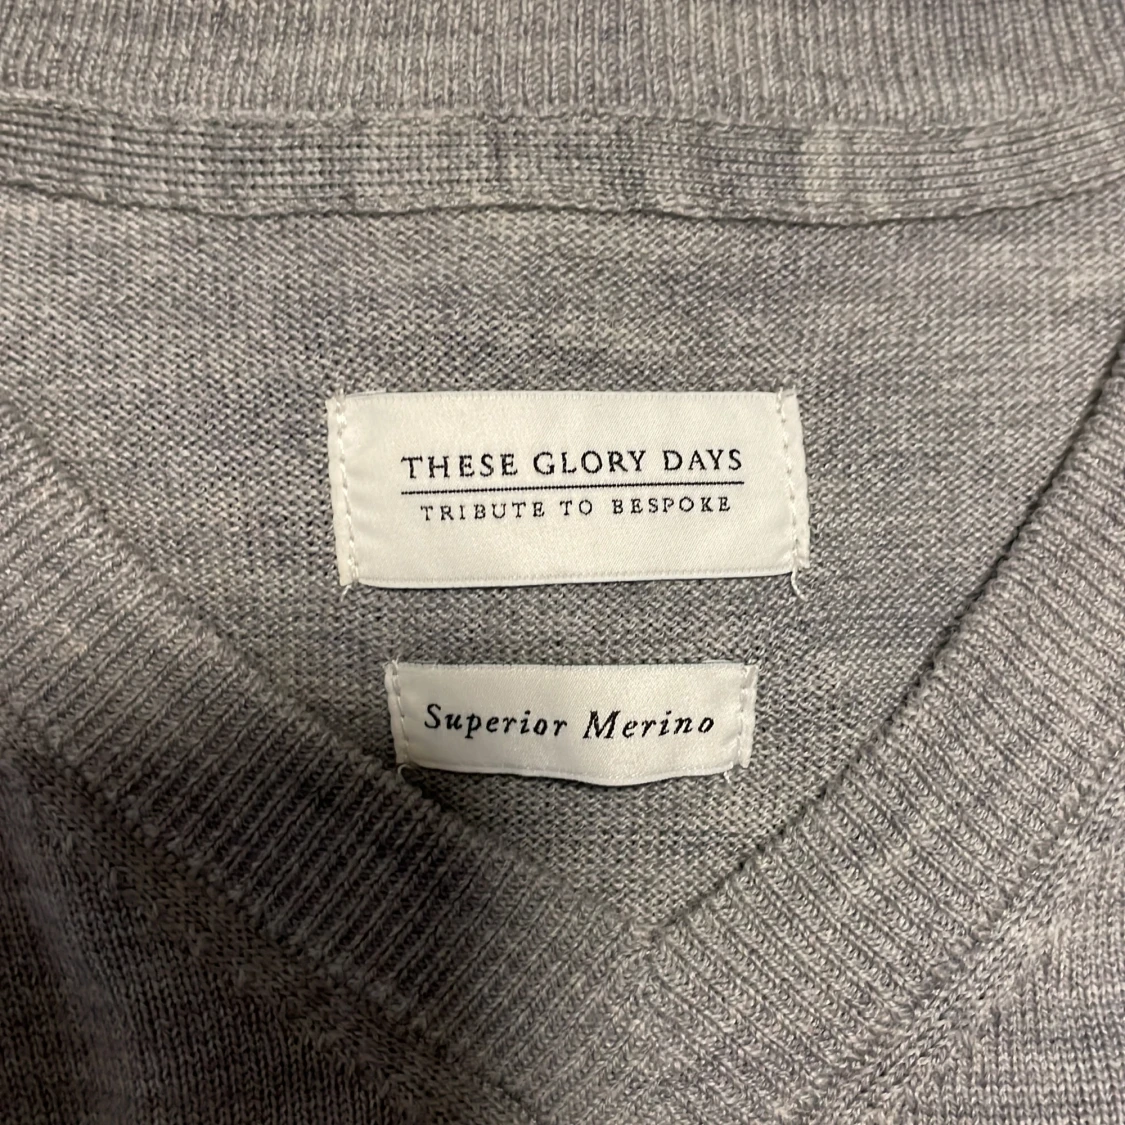 THESE GLORY DAYS
TRIBUTE TO BESPOKE
Superior Merino